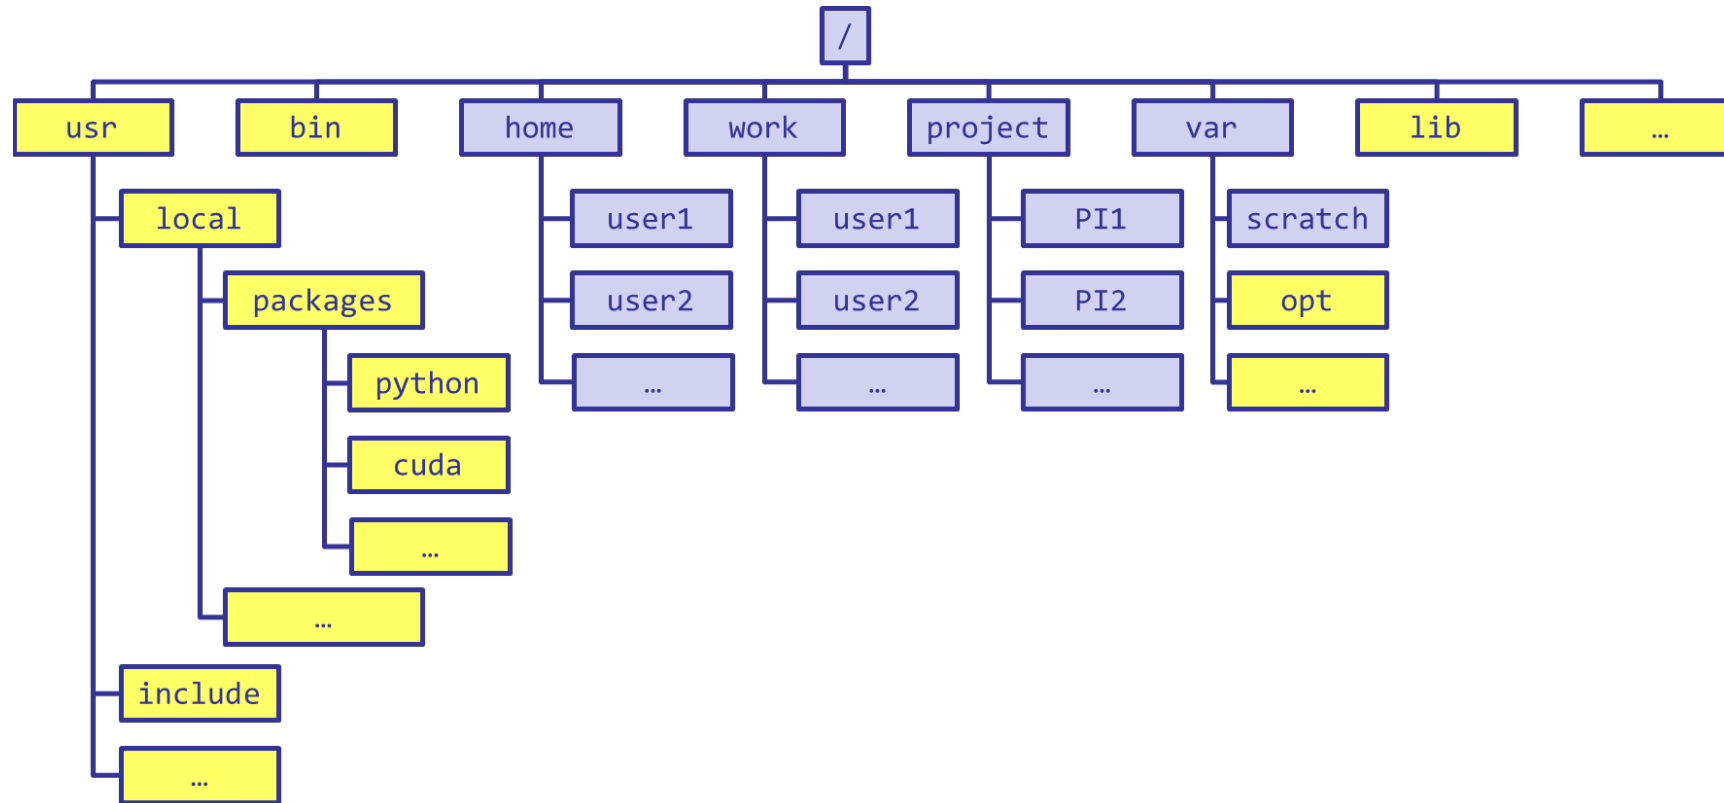 /
usr
bin
home
work
project
var
lib
…
local
user1
user1
PI1
scratch
packages
user2
user2
PI2
opt
python
…
…
…
…
cuda
…
…
include
…